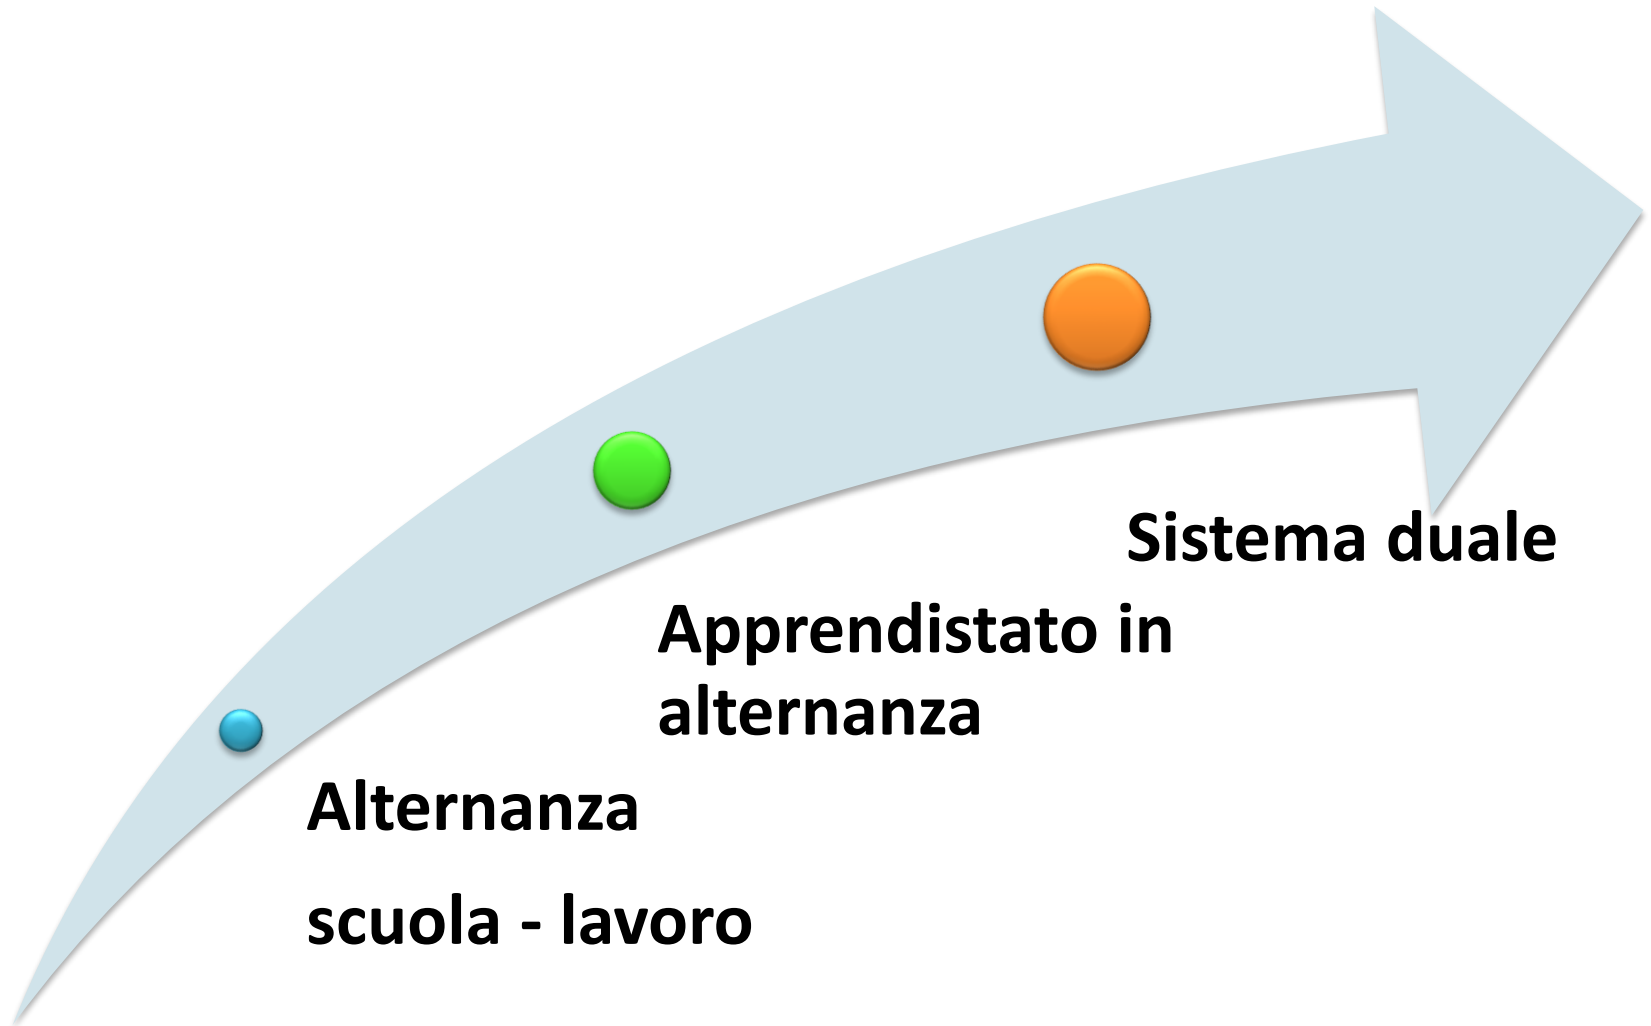 Sistema duale
Apprendistato in
alternanza
Alternanza
scuola - lavoro